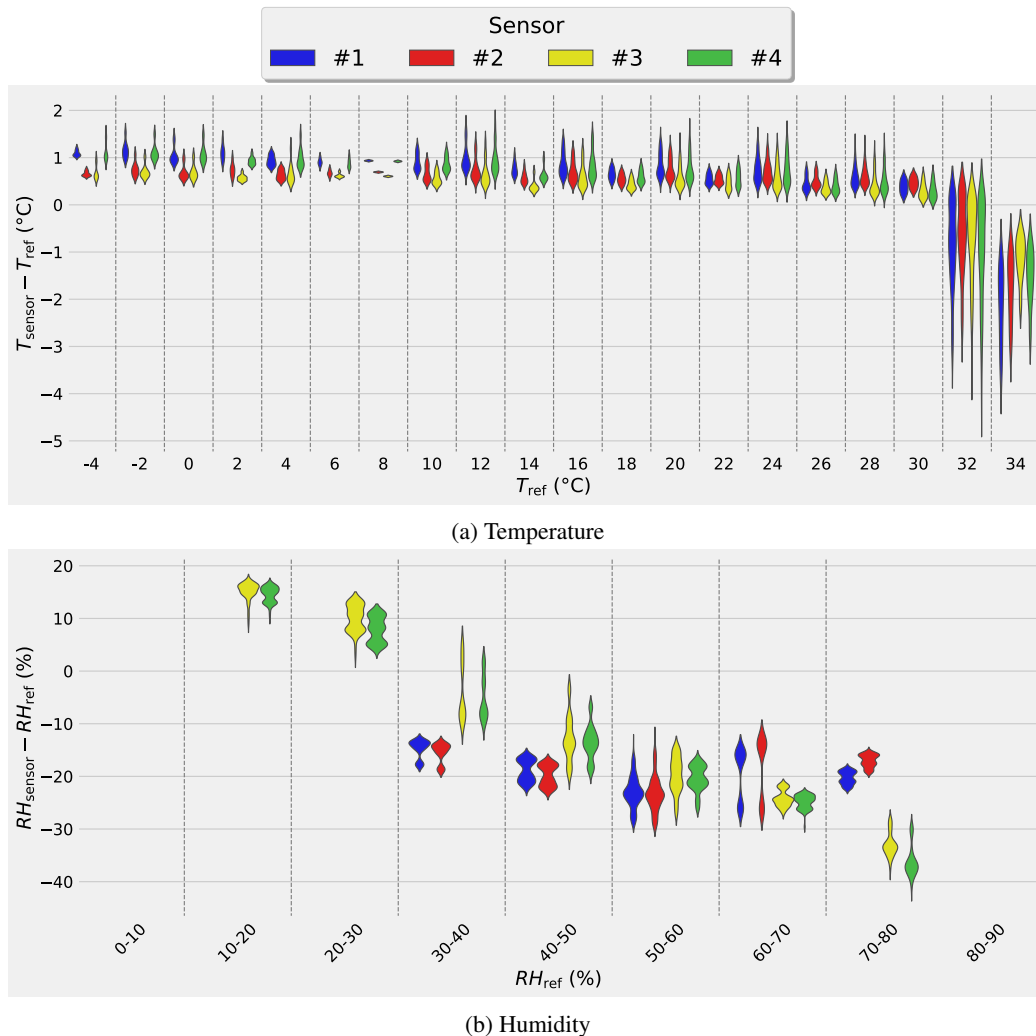 Sensor
#1 #2 #3 #4
2
1
0
−1
−2
−3
−4
−5
T_sensor − T_ref (°C)
-4 -2 0 2 4 6 8 10 12 14 16 18 20 22 24 26 28 30 32 34
T_ref (°C)
(a) Temperature
20
10
0
−10
−20
−30
−40
RH_sensor − RH_ref (%)
0-10 10-20 20-30 30-40 40-50 50-60 60-70 70-80 80-90
RH_ref (%)
(b) Humidity